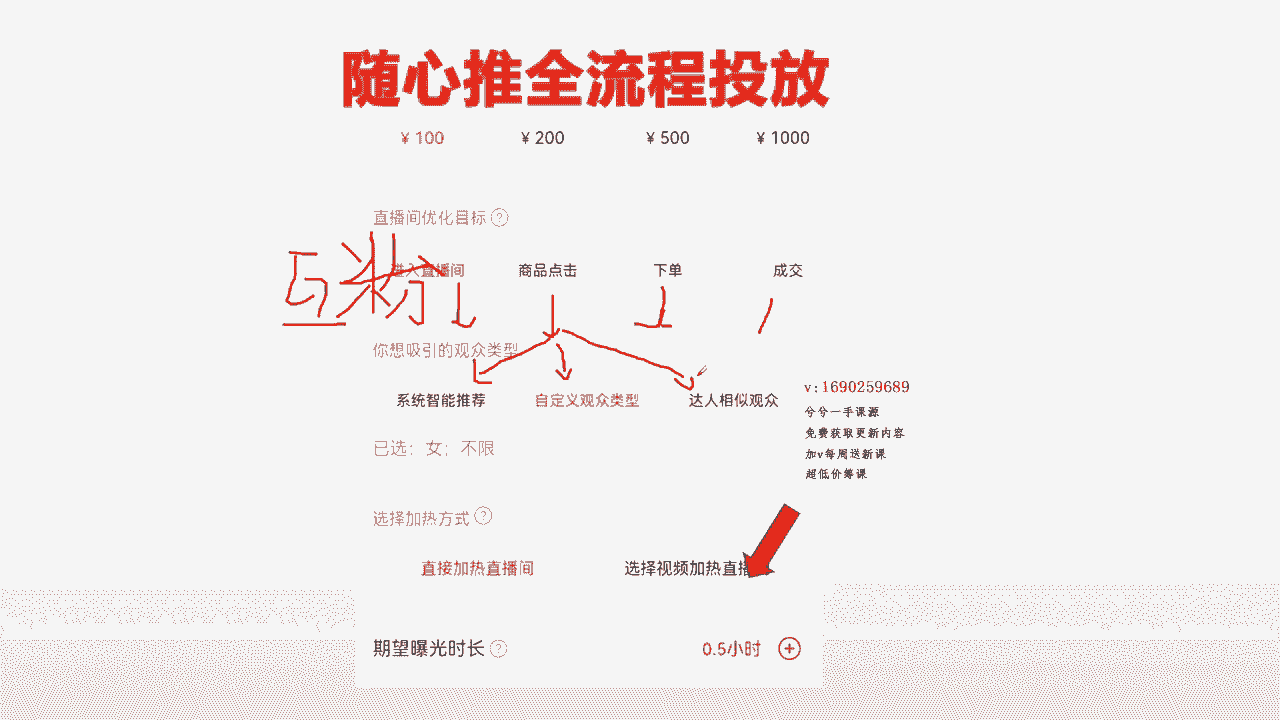 随心推全流程投放
¥ 100 ¥ 200 ¥ 500 ¥ 1000
直播间优化目标 ?
进入直播间 商品点击 下单 成交
互粉
你想吸引的观众类型
系统智能推荐 自定义观众类型 达人相似观众
v:1690259689
兮兮一手课源
免费获取更新内容
加v每周送新课
超低价筹课
已选：女；不限
选择加热方式 ?
直接加热直播间 选择视频加热直播
期望曝光时长 ? 0.5小时 +